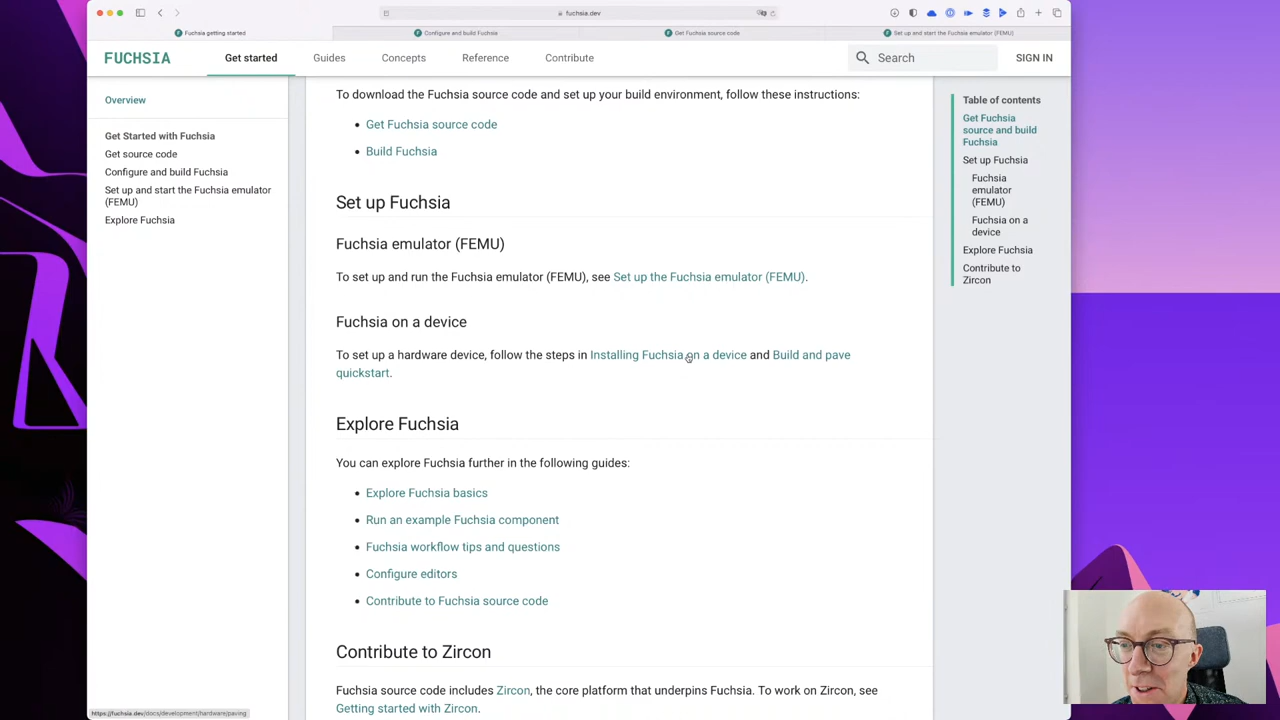 fuchsia.dev
Fuchsia getting started
Configure and build Fuchsia
Get Fuchsia source code
Set up and start the Fuchsia emulator (FEMU)
FUCHSIA
Get started
Guides
Concepts
Reference
Contribute
Search
SIGN IN
Overview
Get Started with Fuchsia
Get source code
Configure and build Fuchsia
Set up and start the Fuchsia emulator
(FEMU)
Explore Fuchsia
To download the Fuchsia source code and set up your build environment, follow these instructions:
• Get Fuchsia source code
• Build Fuchsia
Set up Fuchsia
Fuchsia emulator (FEMU)
To set up and run the Fuchsia emulator (FEMU), see Set up the Fuchsia emulator (FEMU).
Fuchsia on a device
To set up a hardware device, follow the steps in Installing Fuchsia on a device and Build and pave
quickstart.
Explore Fuchsia
You can explore Fuchsia further in the following guides:
• Explore Fuchsia basics
• Run an example Fuchsia component
• Fuchsia workflow tips and questions
• Configure editors
• Contribute to Fuchsia source code
Contribute to Zircon
Fuchsia source code includes Zircon, the core platform that underpins Fuchsia. To work on Zircon, see
Getting started with Zircon.
Table of contents
Get Fuchsia
source and build
Fuchsia
Set up Fuchsia
Fuchsia
emulator
(FEMU)
Fuchsia on a
device
Explore Fuchsia
Contribute to
Zircon
https://fuchsia.dev/docs/development/hardware/paving